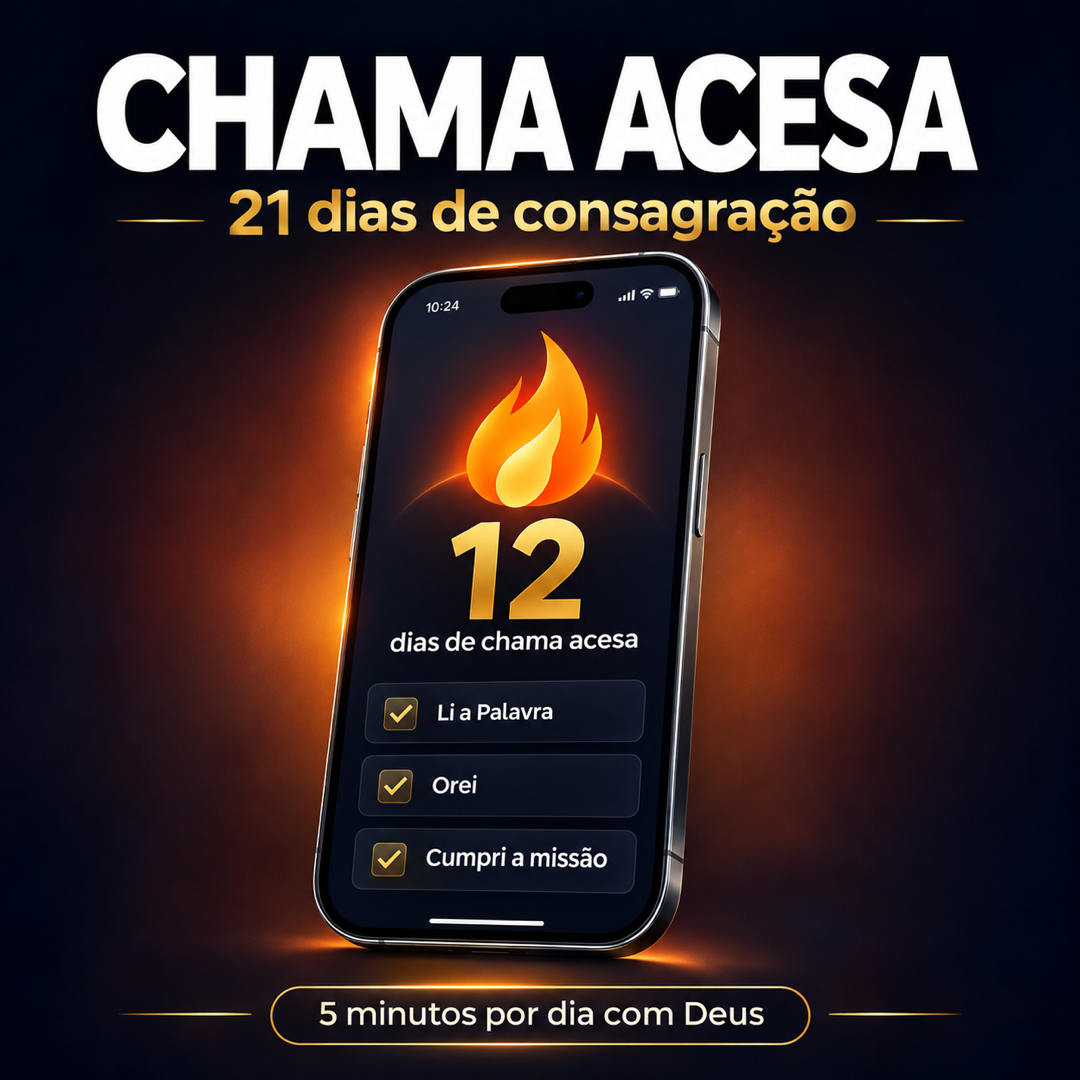 CHAMA ACESA
21 dias de consagração
10:24
12
dias de chama acesa
Li a Palavra
Orei
Cumpri a missão
5 minutos por dia com Deus